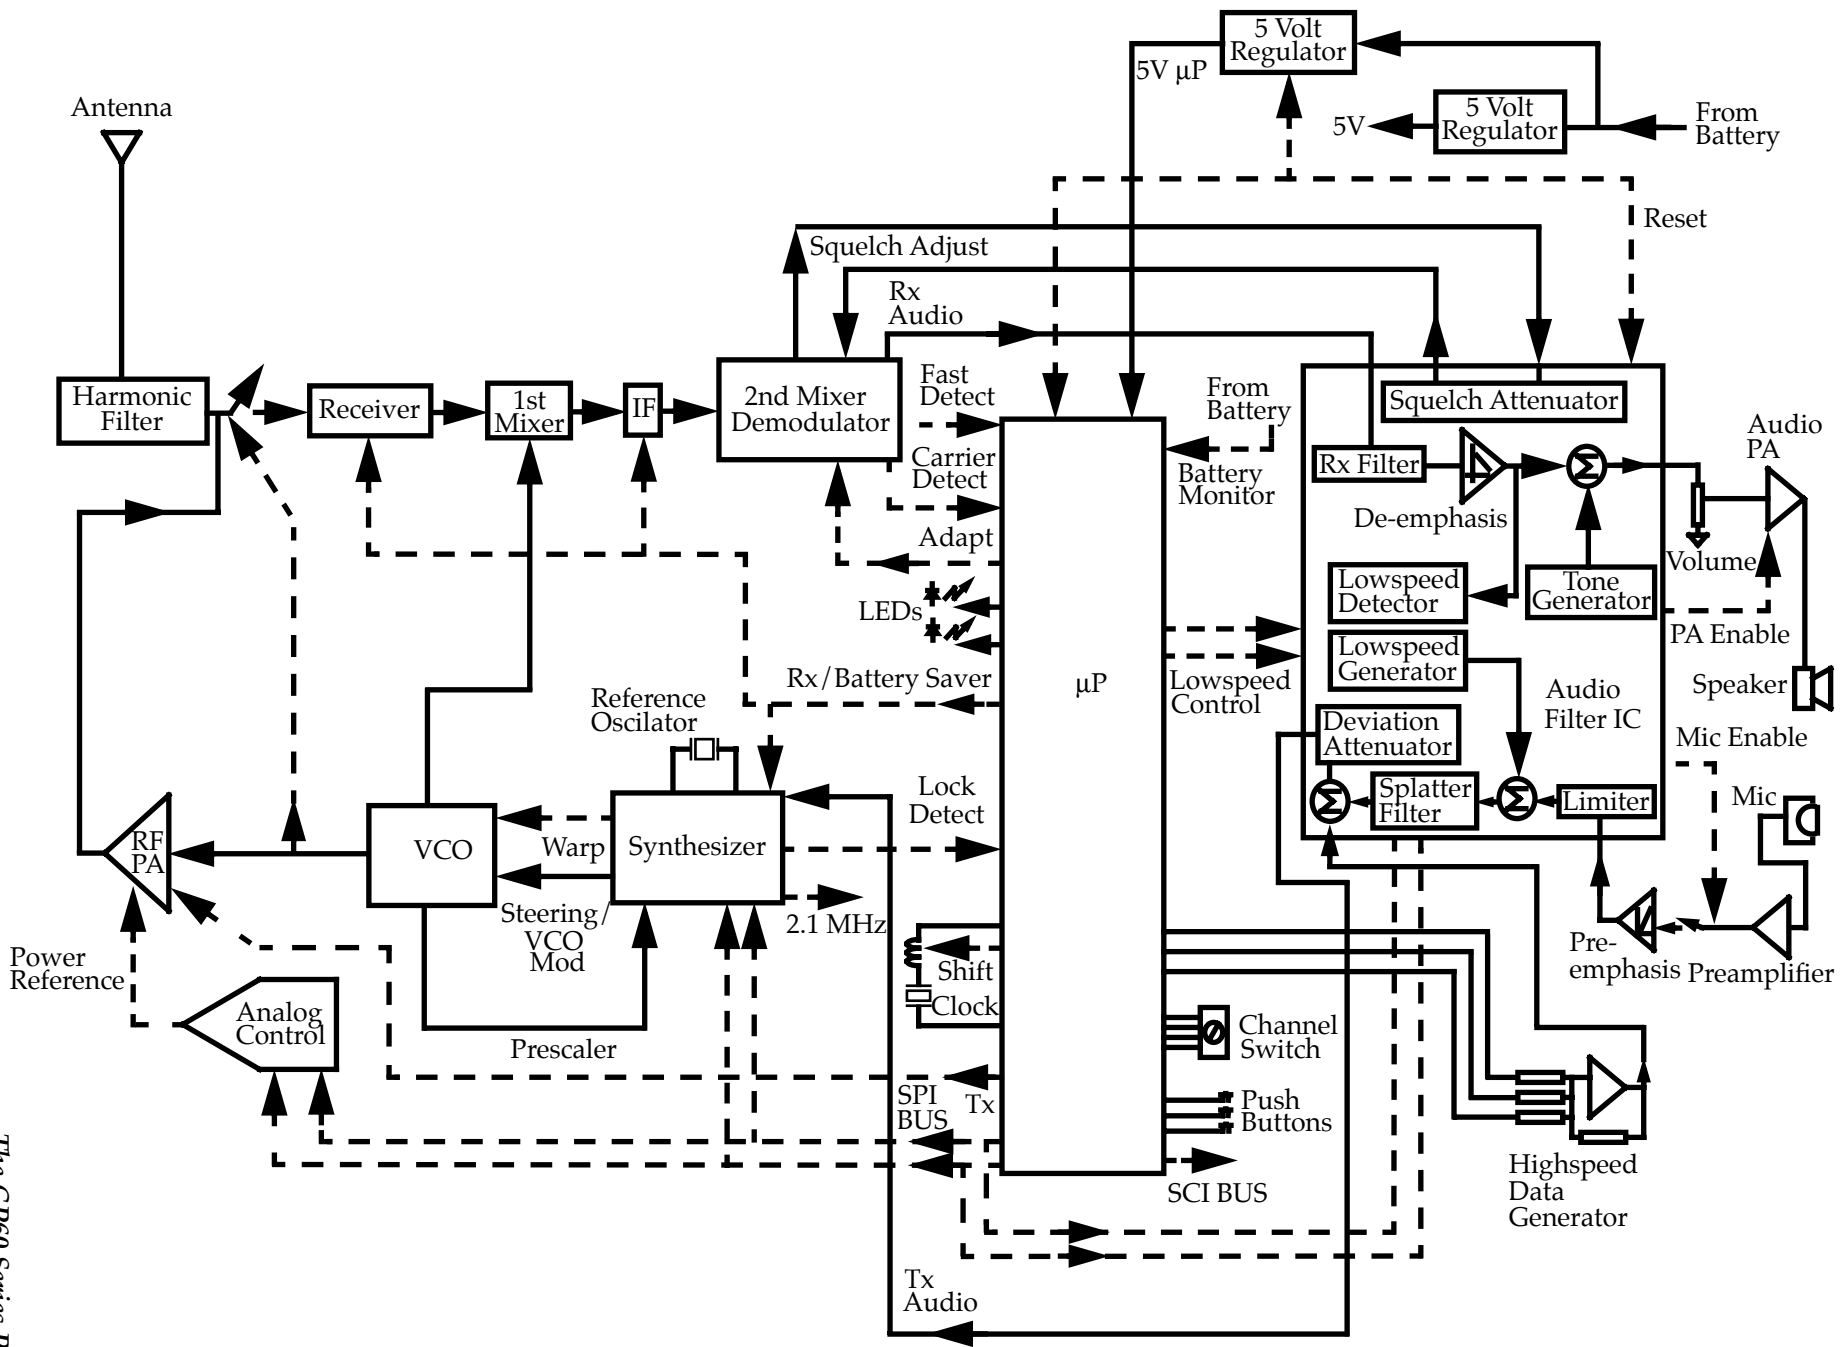 5 Volt
Regulator
5V µP
5 Volt
Regulator
5V
From
Battery
Antenna
Reset
Squelch Adjust
Rx
Audio
Harmonic
Filter
Receiver
1st
Mixer
IF
2nd Mixer
Demodulator
Fast
Detect
From
Battery
Squelch Attenuator
Audio
PA
Carrier
Detect
Battery
Monitor
Rx Filter
Σ
De-emphasis
Adapt
Volume
LEDs
Lowspeed
Detector
Tone
Generator
PA Enable
Lowspeed
Generator
Rx/Battery Saver
µP
Lowspeed
Control
Audio
Filter IC
Speaker
Reference
Oscilator
Deviation
Attenuator
Mic Enable
Lock
Detect
Σ
Splatter
Filter
Σ
Limiter
Mic
RF
PA
VCO
Warp
Synthesizer
Steering/
VCO
Mod
2.1 MHz
Power
Reference
Shift
Clock
Pre-
emphasis
Preamplifier
Analog
Control
Prescaler
Channel
Switch
SPI
BUS
Tx
Push
Buttons
SCI BUS
Highspeed
Data
Generator
Tx
Audio
The GP60 Series